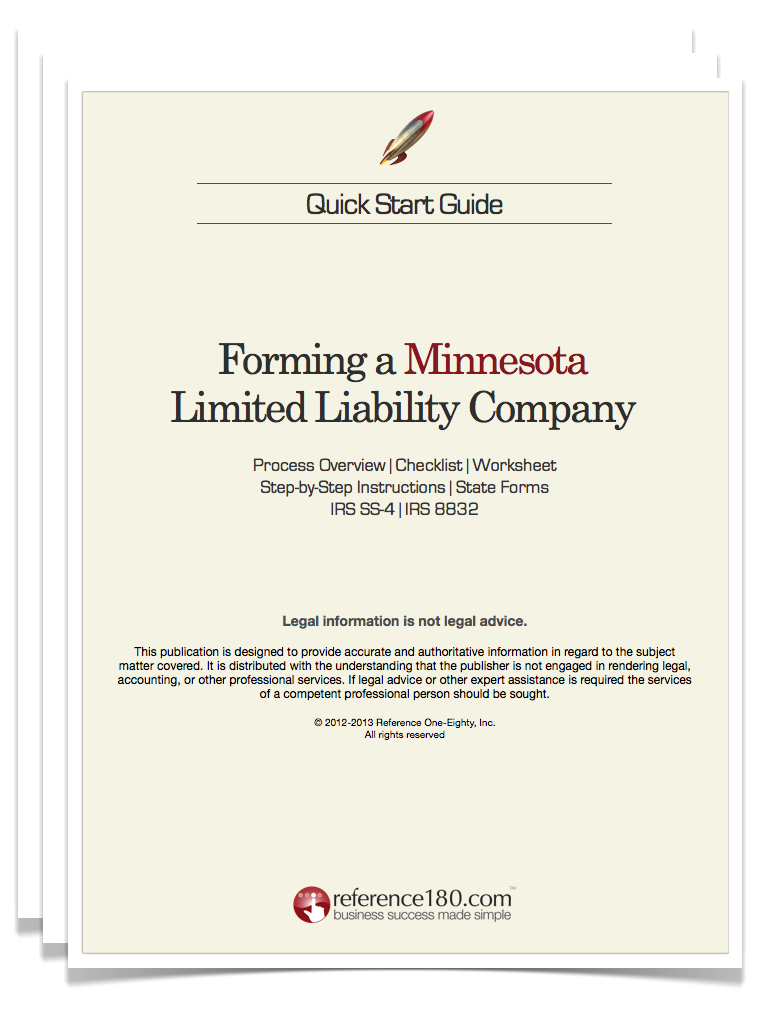 Quick Start Guide
Forming a Minnesota
Limited Liability Company
Process Overview | Checklist | Worksheet
Step-by-Step Instructions | State Forms
IRS SS-4 | IRS 8832
Legal information is not legal advice.
This publication is designed to provide accurate and authoritative information in regard to the subject
matter covered. It is distributed with the understanding that the publisher is not engaged in rendering legal,
accounting, or other professional services. If legal advice or other expert assistance is required the services
of a competent professional person should be sought.
© 2012-2013 Reference One-Eighty, Inc.
All rights reserved
reference180.com™
business success made simple